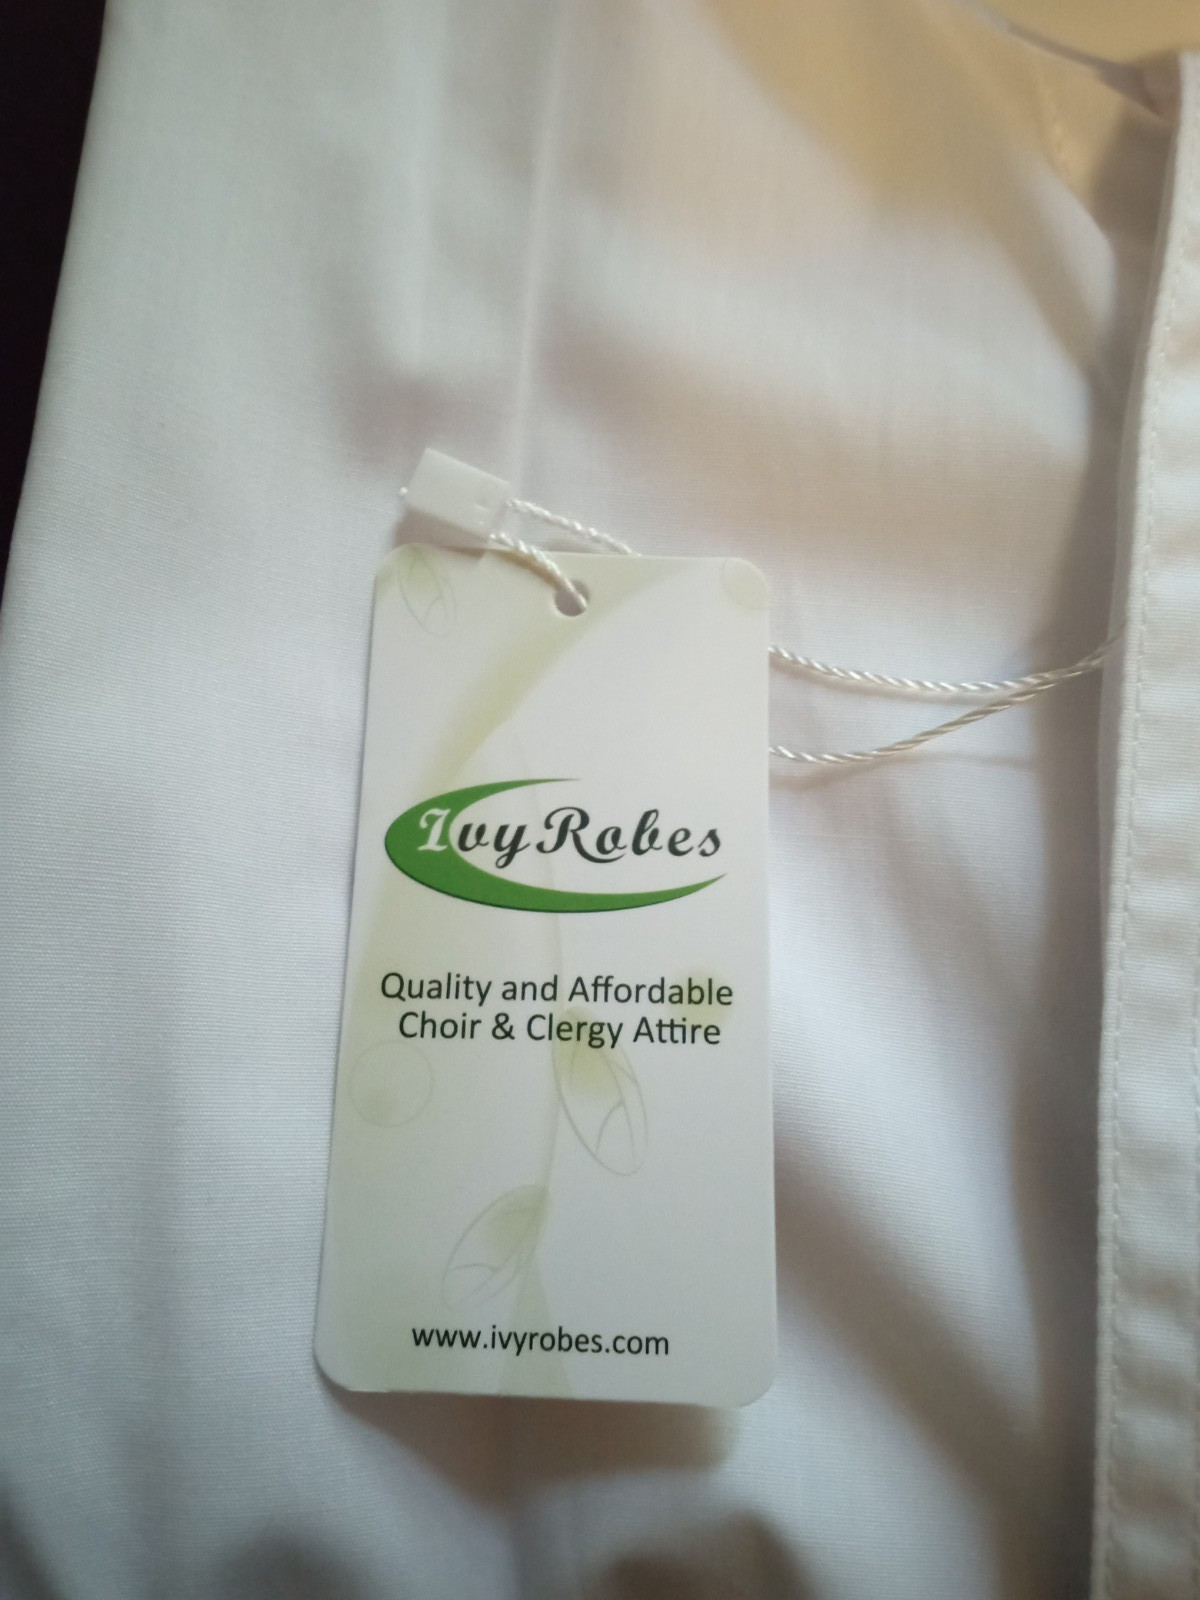 IvyRobes
Quality and Affordable
Choir & Clergy Attire
www.ivyrobes.com